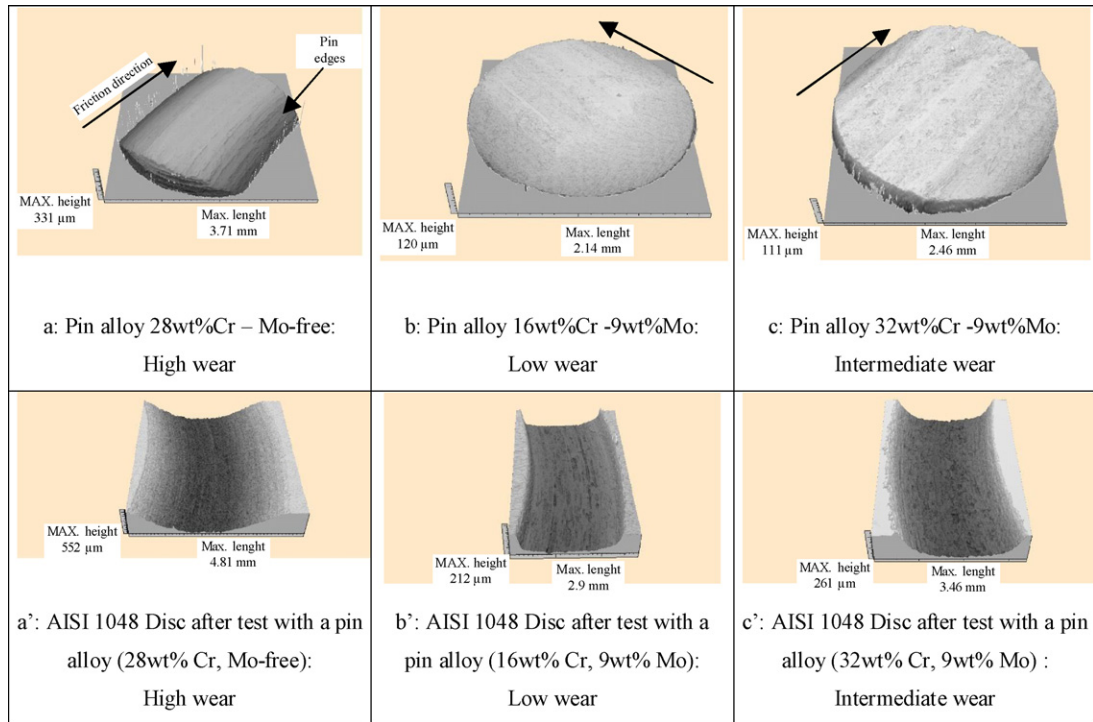 Friction direction
Pin
edges
MAX. height
331 µm
Max. lenght
3.71 mm
MAX. height
120 µm
Max. lenght
2.14 mm
MAX. height
111 µm
Max. lenght
2.46 mm
a: Pin alloy 28wt%Cr – Mo-free:
High wear
b: Pin alloy 16wt%Cr -9wt%Mo:
Low wear
c: Pin alloy 32wt%Cr -9wt%Mo:
Intermediate wear
MAX. height
552 µm
Max. lenght
4.81 mm
MAX. height
212 µm
Max. lenght
2.9 mm
MAX. height
261 µm
Max. lenght
3.46 mm
a’: AISI 1048 Disc after test with a pin
alloy (28wt% Cr, Mo-free):
High wear
b’: AISI 1048 Disc after test with a
pin alloy (16wt% Cr, 9wt% Mo):
Low wear
c’: AISI 1048 Disc after test with a pin
alloy (32wt% Cr, 9wt% Mo) :
Intermediate wear